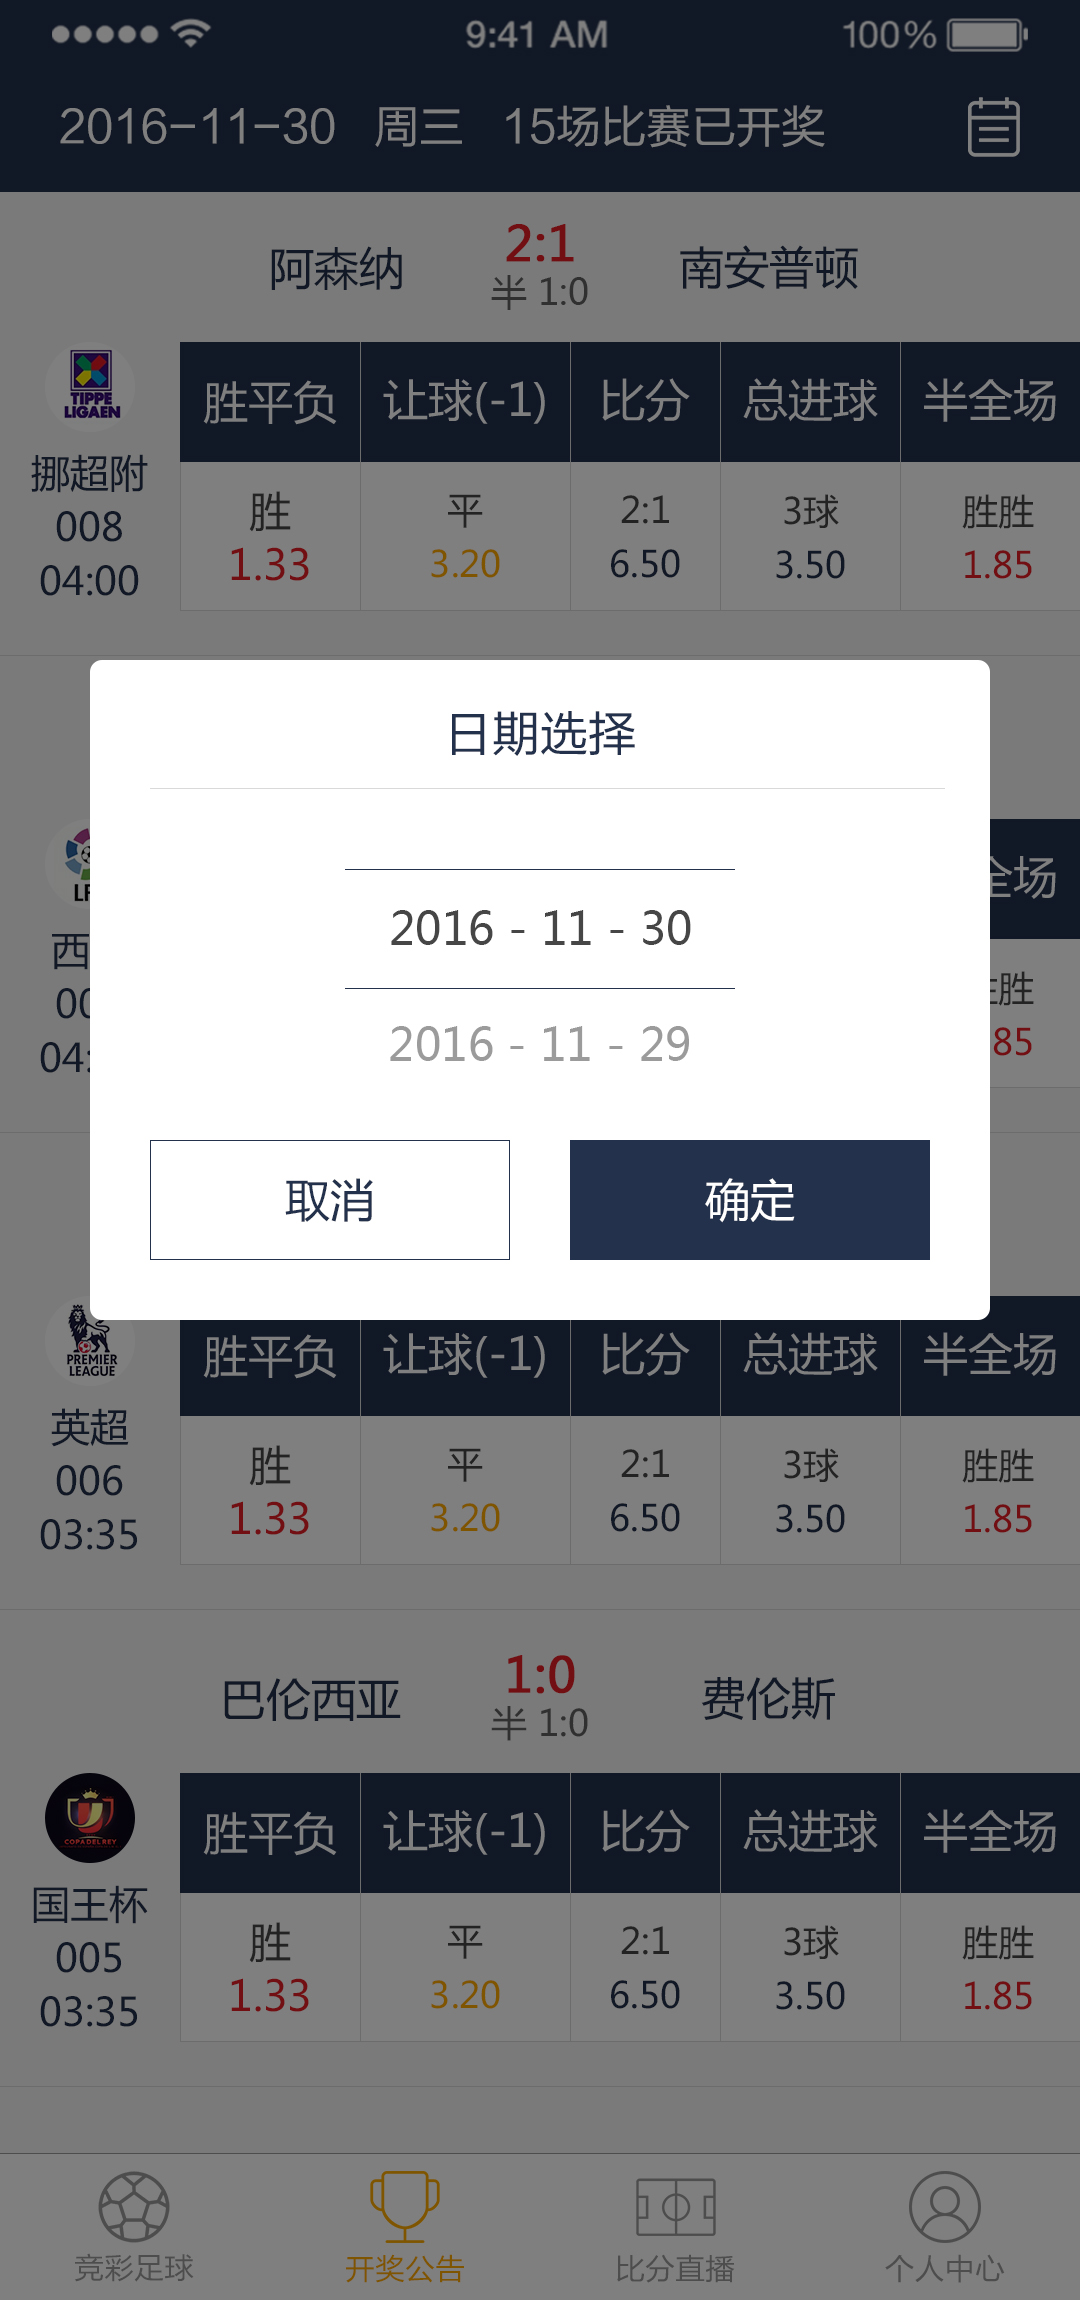 9:41 AM 100%
2016-11-30 周三 15场比赛已开奖
阿森纳 2:1 南安普顿
半 1:0
TIPPE
LIGAEN
胜平负 让球(-1) 比分 总进球 半全场
挪超附
008
04:00
胜 平 2:1 3球 胜胜
1.33 3.20 6.50 3.50 1.85
日期选择
全场
2016 - 11 - 30
西
胜
85
2016 - 11 - 29
取消 确定
PREMIER
LEAGUE
胜平负 让球(-1) 比分 总进球 半全场
英超
006
03:35
胜 平 2:1 3球 胜胜
1.33 3.20 6.50 3.50 1.85
巴伦西亚 1:0 费伦斯
半 1:0
COPADELREY
胜平负 让球(-1) 比分 总进球 半全场
国王杯
005
03:35
胜 平 2:1 3球 胜胜
1.33 3.20 6.50 3.50 1.85
竞彩足球 开奖公告 比分直播 个人中心